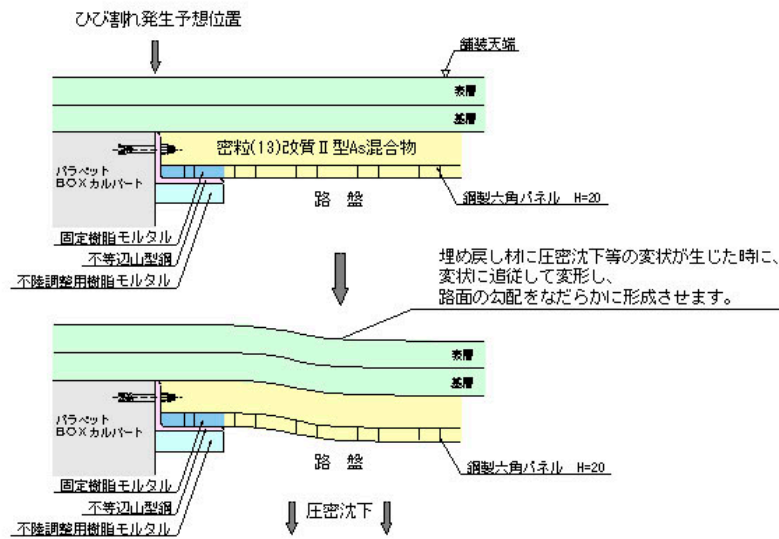 ひび割れ発生予想位置
舗装天端
表層
基層
密粒(13)改質Ⅱ型As混合物
パラペット
BOXカルバート
路 盤
鋼製六角パネル H=20
固定樹脂モルタル
不等辺山型鋼
不陸調整用樹脂モルタル
埋め戻し材に圧密沈下等の変状が生じた時に、
変状に追従して変形し、
路面の勾配をなだらかに形成させます。
表層
基層
パラペット
BOXカルバート
路 盤
鋼製六角パネル H=20
固定樹脂モルタル
不等辺山型鋼
不陸調整用樹脂モルタル
圧密沈下